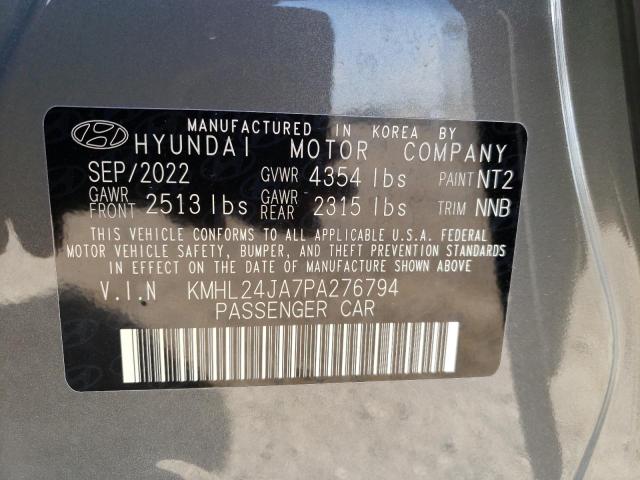 MANUFACTURED IN KOREA BY
HYUNDAI MOTOR COMPANY
SEP/2022 GVWR 4354 lbs PAINT NT2
GAWR FRONT 2513 lbs GAWR REAR 2315 lbs TRIM NNB
THIS VEHICLE CONFORMS TO ALL APPLICABLE U.S.A. FEDERAL
MOTOR VEHICLE SAFETY, BUMPER, AND THEFT PREVENTION STANDARDS
IN EFFECT ON THE DATE OF MANUFACTURE SHOWN ABOVE
V.I.N KMHL24JA7PA276794
PASSENGER CAR